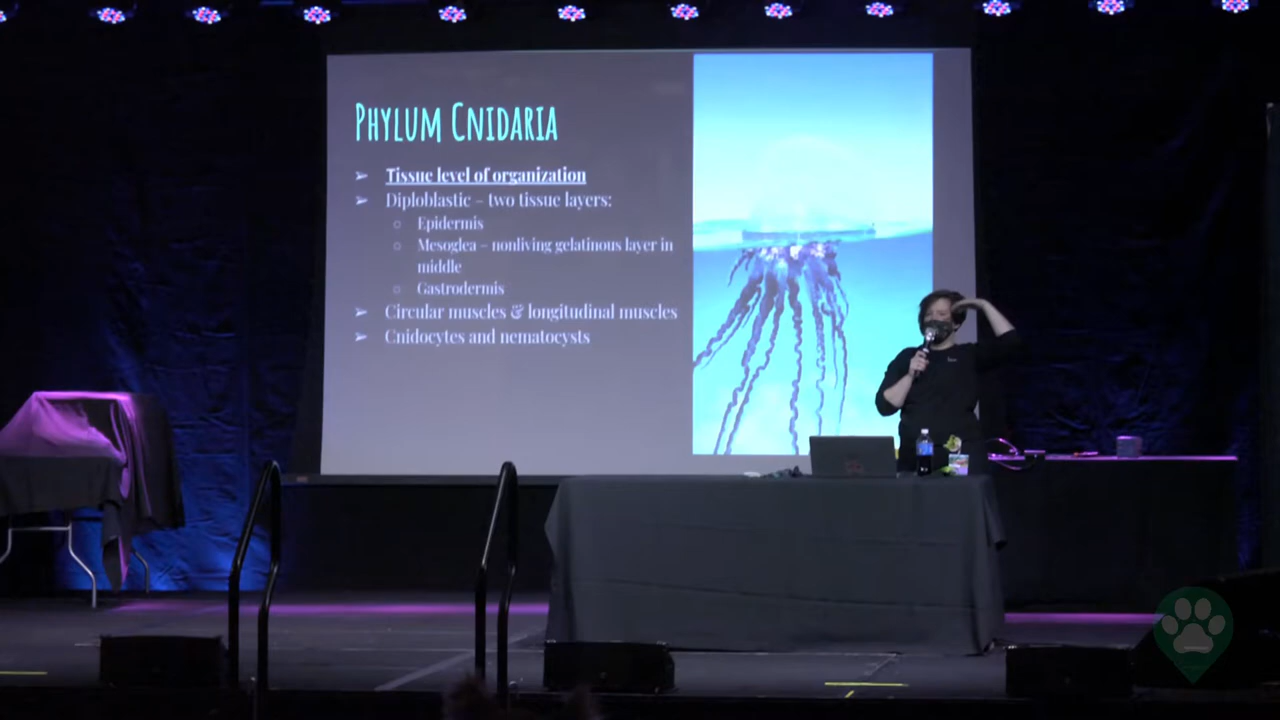 PHYLUM CNIDARIA
➢ Tissue level of organization
➢ Diploblastic – two tissue layers:
○ Epidermis
○ Mesoglea – nonliving gelatinous layer in
middle
○ Gastrodermis
➢ Circular muscles & longitudinal muscles
➢ Cnidocytes and nematocysts